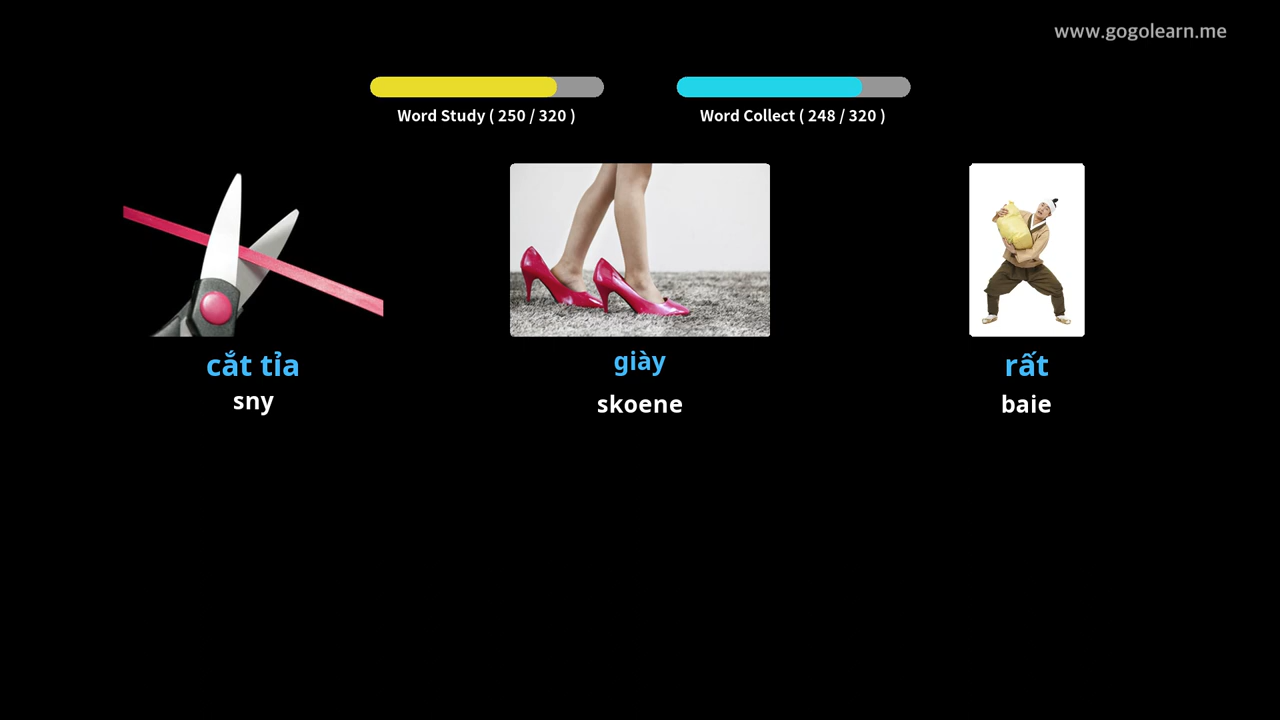 www.gogolearn.me
Word Study ( 250 / 320 )
Word Collect ( 248 / 320 )
cắt tỉa
sny
giày
skoene
rất
baie